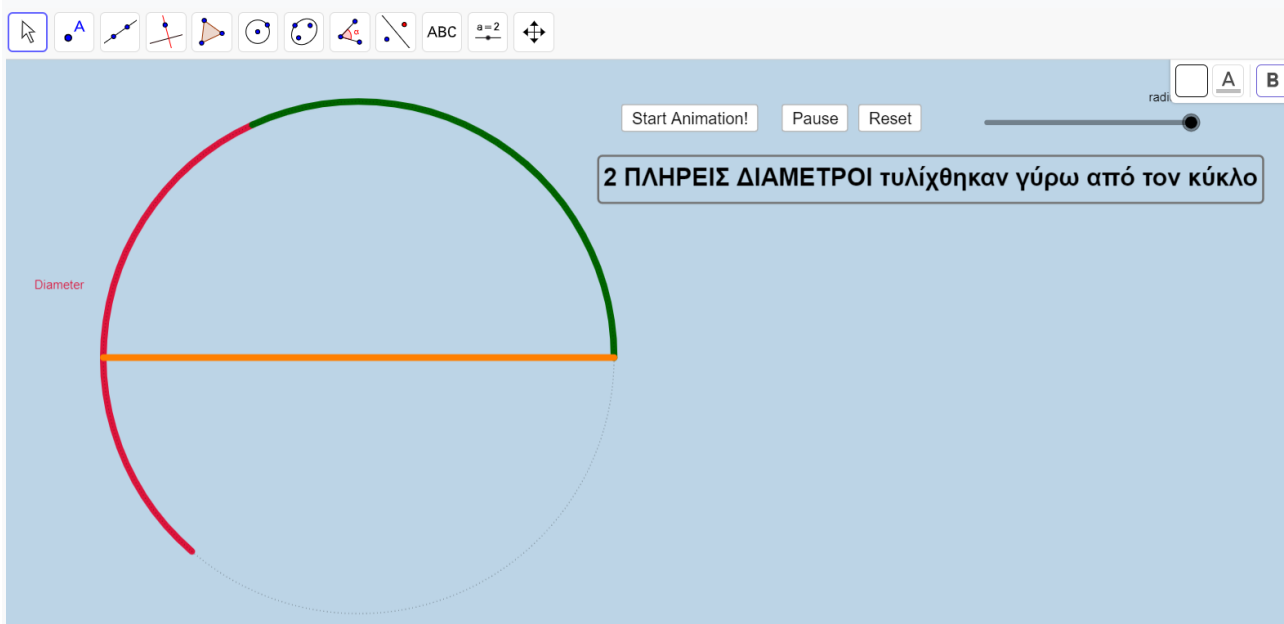 A
α
ABC
a=2
A
B
radi
Start Animation!
Pause
Reset
2 ΠΛΗΡΕΙΣ ΔΙΑΜΕΤΡΟΙ τυλίχθηκαν γύρω από τον κύκλο
Diameter